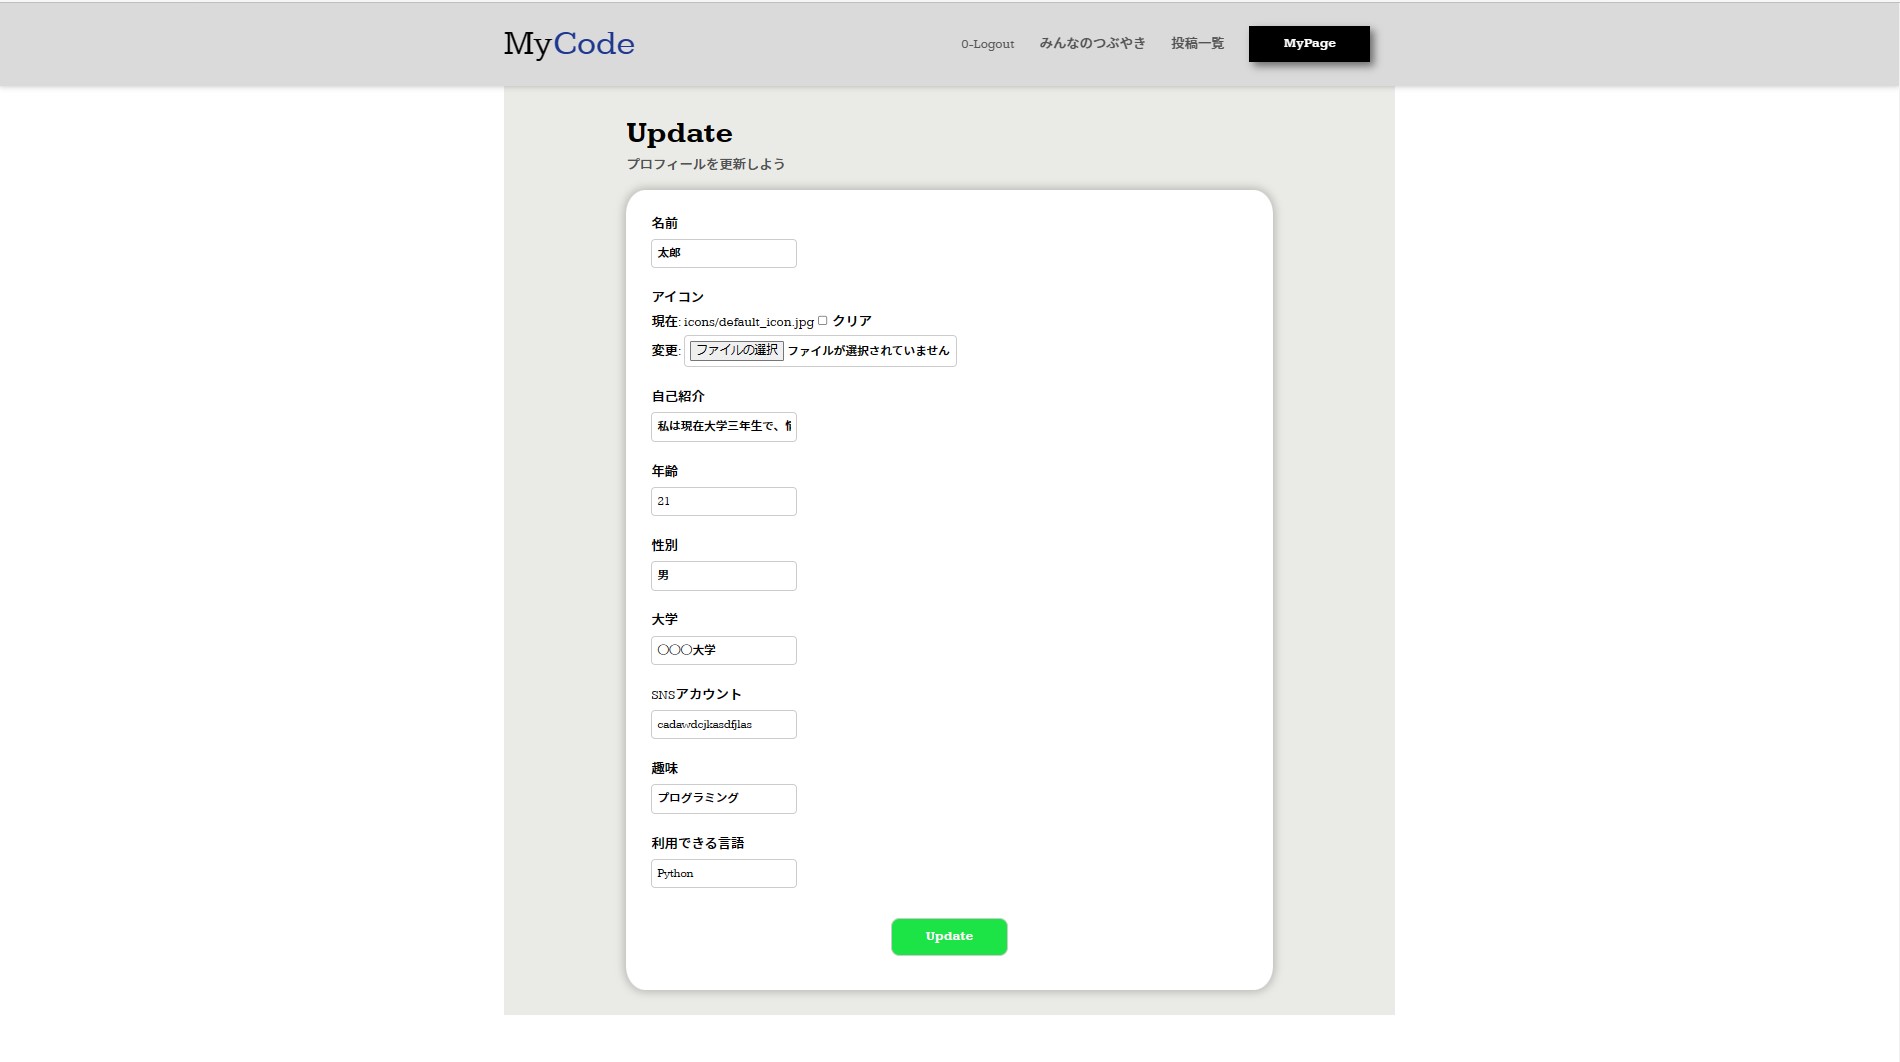 MyCode
0-Logout みんなのつぶやき 投稿一覧 MyPage
Update
プロフィールを更新しよう
名前
太郎
アイコン
現在: icons/default_icon.jpg クリア
変更: ファイルの選択 ファイルが選択されていません
自己紹介
私は現在大学三年生で、
年齢
21
性別
男
大学
〇〇〇大学
SNSアカウント
cadawdcjkasdfjlas
趣味
プログラミング
利用できる言語
Python
Update